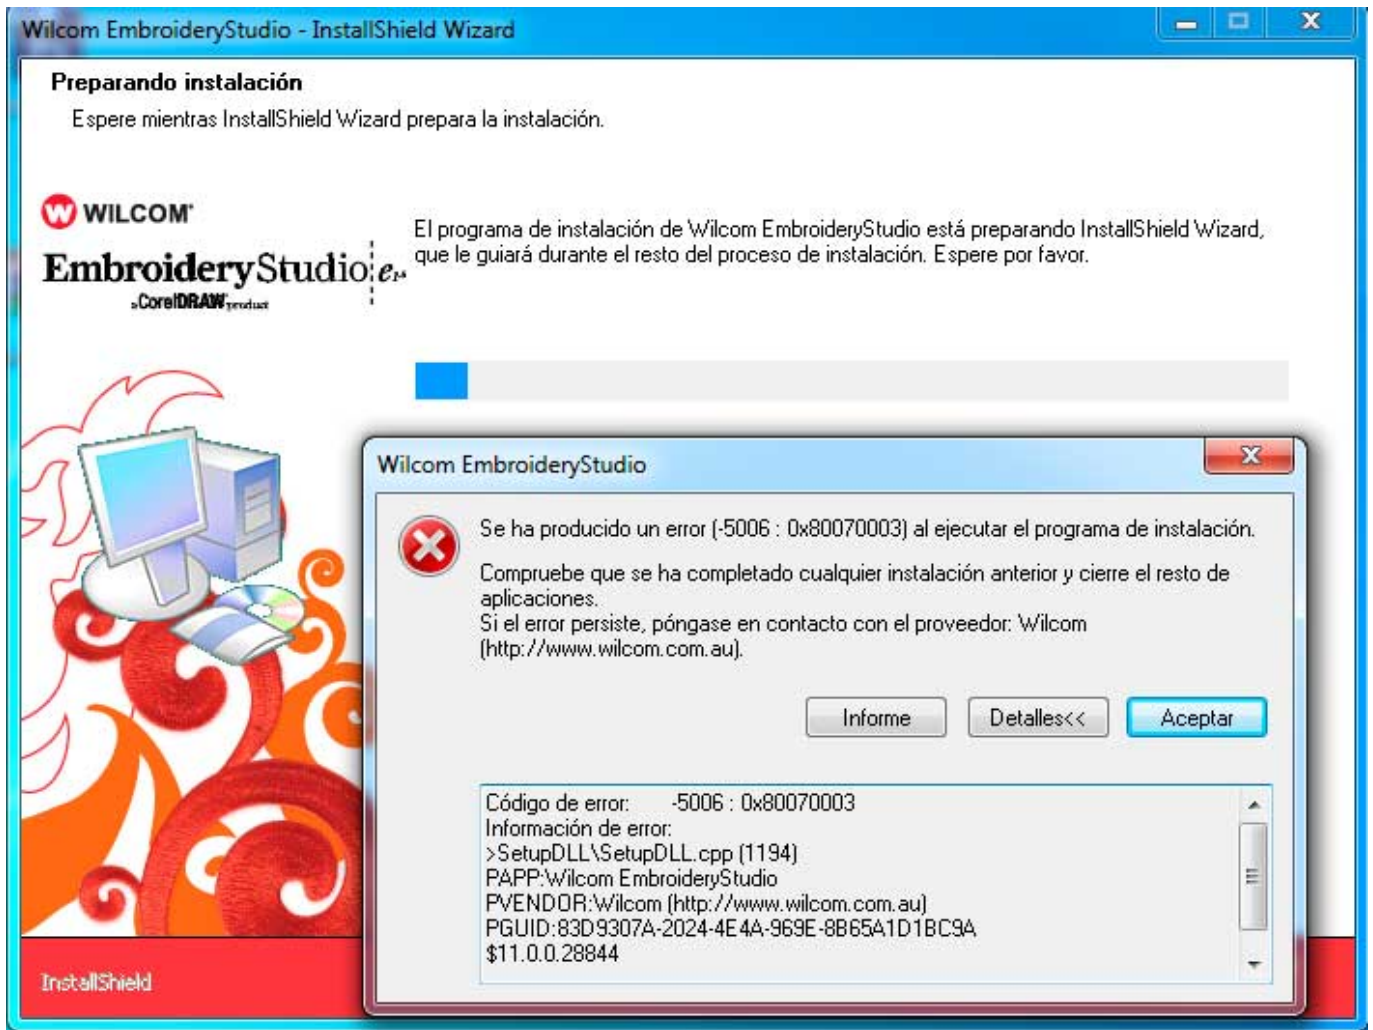 Wilcom EmbroideryStudio - InstallShield Wizard
Preparando instalación
Espere mientras InstallShield Wizard prepara la instalación.
WILCOM®
EmbroideryStudio
a CorelDRAW product
El programa de instalación de Wilcom EmbroideryStudio está preparando InstallShield Wizard,
que le guiará durante el resto del proceso de instalación. Espere por favor.
Wilcom EmbroideryStudio
Se ha producido un error (-5006 : 0x80070003) al ejecutar el programa de instalación.
Compruebe que se ha completado cualquier instalación anterior y cierre el resto de
aplicaciones.
Si el error persiste, póngase en contacto con el proveedor: Wilcom
(http://www.wilcom.com.au).
Informe
Detalles<<
Aceptar
Código de error: -5006 : 0x80070003
Información de error:
>SetupDLL\SetupDLL.cpp (1194)
PAPP:Wilcom EmbroideryStudio
PVENDOR:Wilcom (http://www.wilcom.com.au)
PGUID:83D9307A-2024-4E4A-969E-8B65A1D1BC9A
$11.0.0.28844
InstallShield